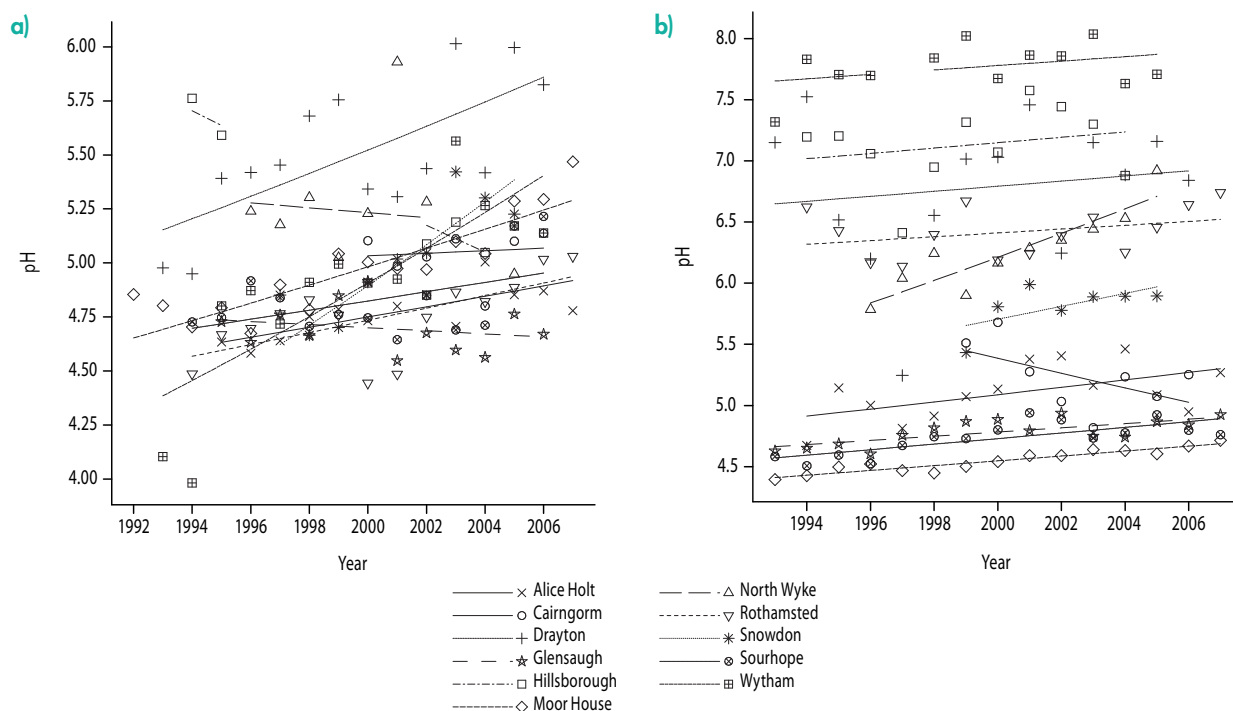 a)
6.00
5.75
5.50
5.25
5.00
4.75
4.50
4.25
4.00
pH
1992 1994 1996 1998 2000 2002 2004 2006
Year
b)
8.0
7.5
7.0
6.5
6.0
5.5
5.0
4.5
pH
1994 1996 1998 2000 2002 2004 2006
Year
Alice Holt
Cairngorm
Drayton
Glensaugh
Hillsborough
Moor House
North Wyke
Rothamsted
Snowdon
Sourhope
Wytham